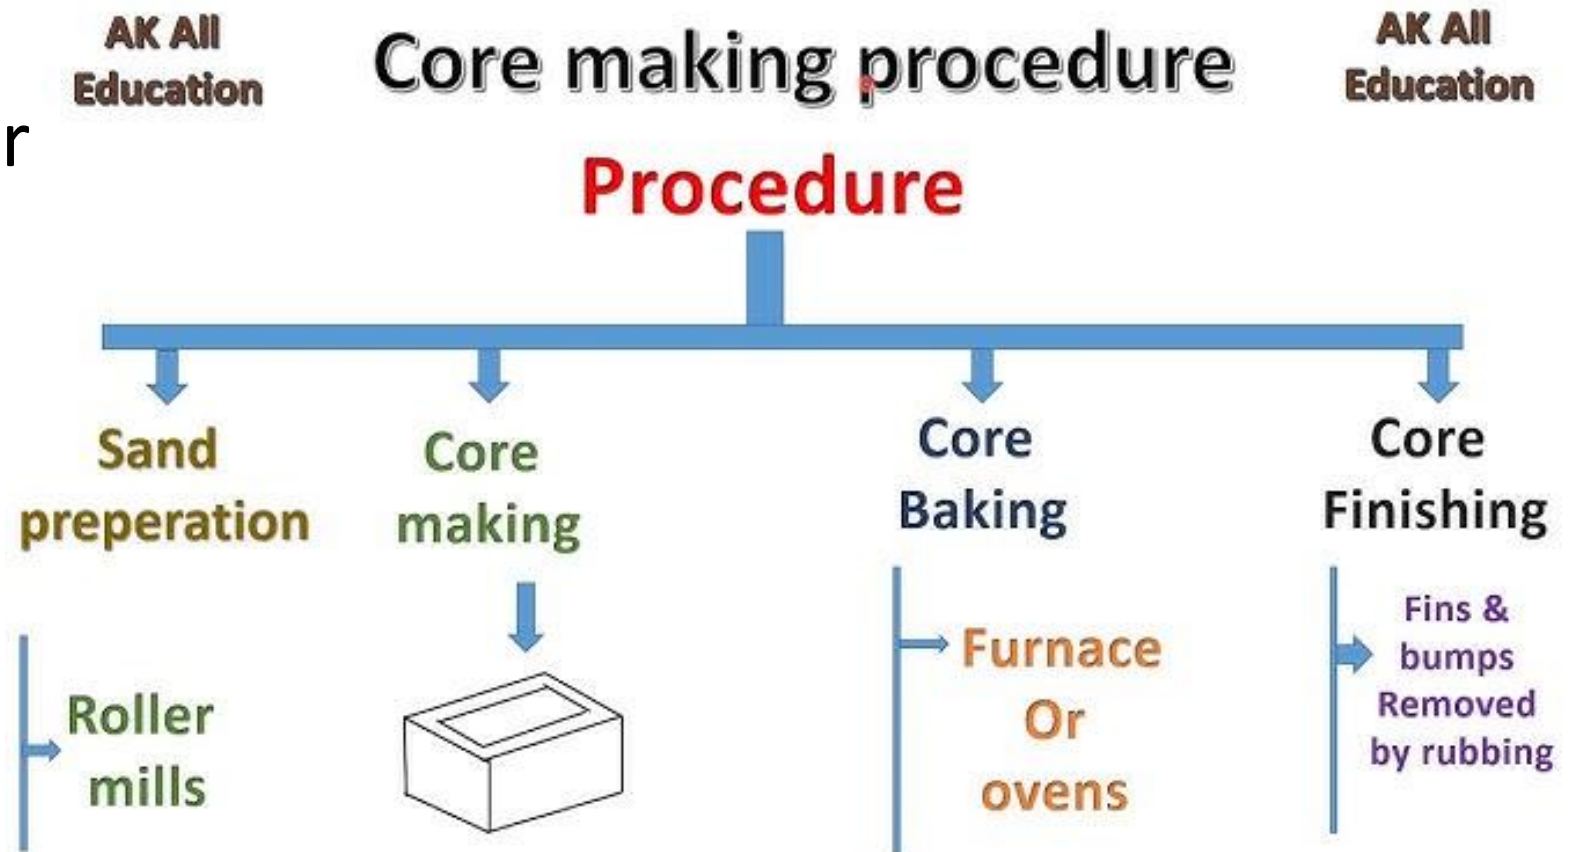 AK All
Education
Core making procedure
AK All
Education
r
Procedure
Sand
preperation
Core
making
Core
Baking
Core
Finishing
Roller
mills
Furnace
Or
ovens
Fins &
bumps
Removed
by rubbing